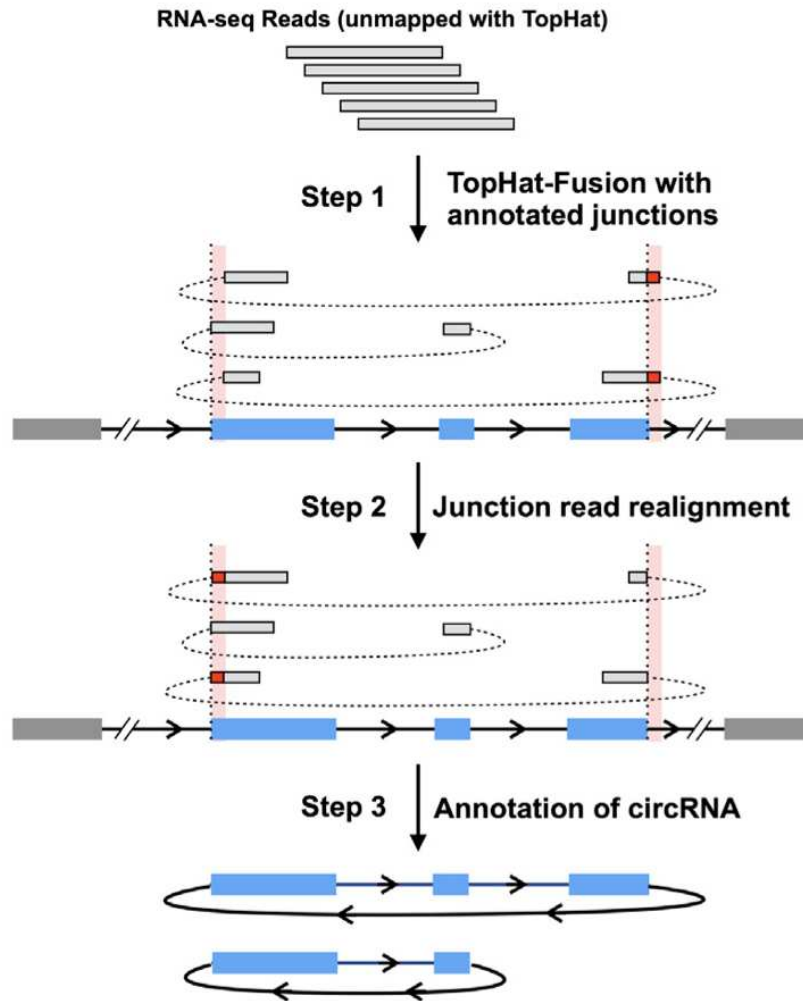 RNA-seq Reads (unmapped with TopHat)
Step 1
TopHat-Fusion with
annotated junctions
Step 2
Junction read realignment
Step 3
Annotation of circRNA